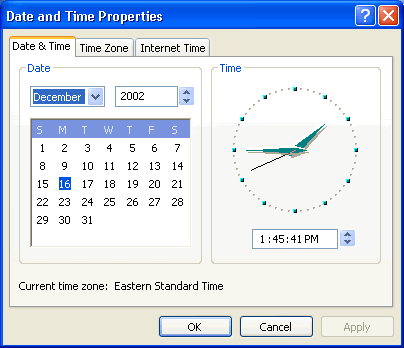 Date and Time Properties
Date & Time Time Zone Internet Time
Date
December 2002
S M T W T F S
1 2 3 4 5 6 7
8 9 10 11 12 13 14
15 16 17 18 19 20 21
22 23 24 25 26 27 28
29 30 31
Time
1:45:41 PM
Current time zone: Eastern Standard Time
OK Cancel Apply